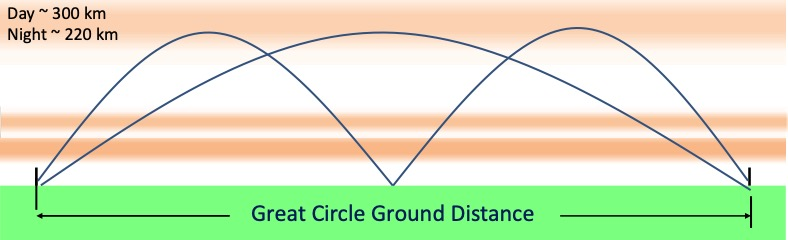 Day ~ 300 km
Night ~ 220 km
Great Circle Ground Distance